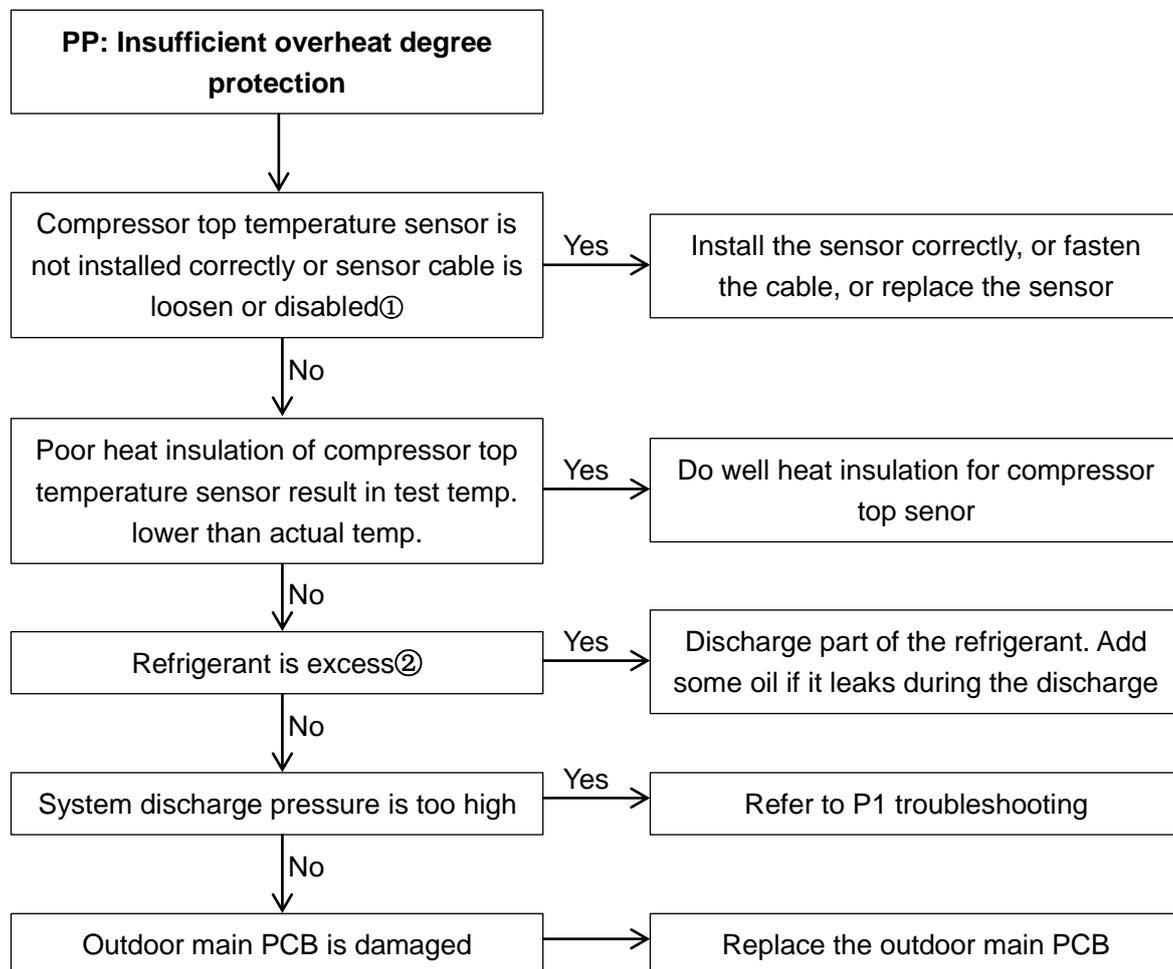 PP: Insufficient overheat degree
protection
Compressor top temperature sensor is
not installed correctly or sensor cable is
loosen or disabled①
Yes
Install the sensor correctly, or fasten
the cable, or replace the sensor
No
Poor heat insulation of compressor top
temperature sensor result in test temp.
lower than actual temp.
Yes
Do well heat insulation for compressor
top senor
No
Refrigerant is excess②
Yes
Discharge part of the refrigerant. Add
some oil if it leaks during the discharge
No
System discharge pressure is too high
Yes
Refer to P1 troubleshooting
No
Outdoor main PCB is damaged
Replace the outdoor main PCB